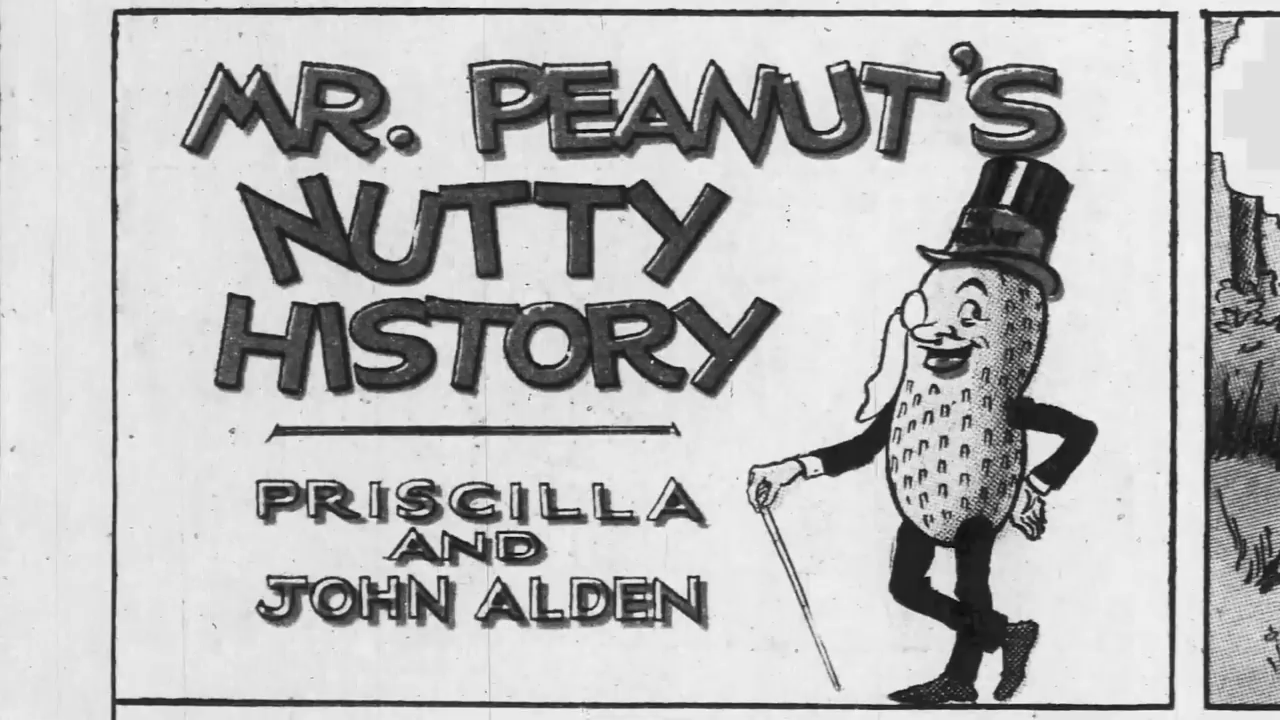 MR. PEANUT'S
NUTTY
HISTORY
PRISCILLA
AND
JOHN ALDEN